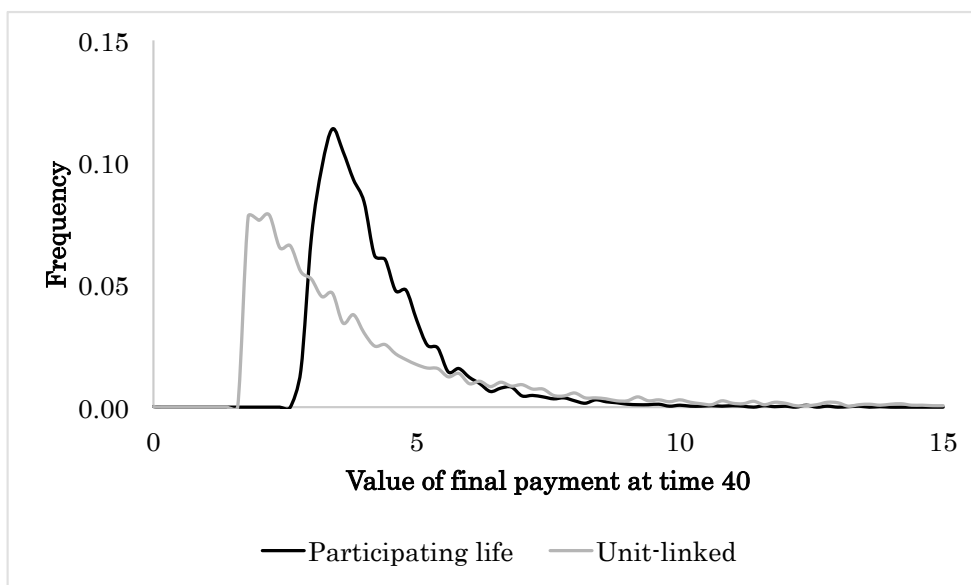 0.15
0.10
0.05
0.00
Frequency
0 5 10 15
Value of final payment at time 40
Participating life Unit-linked